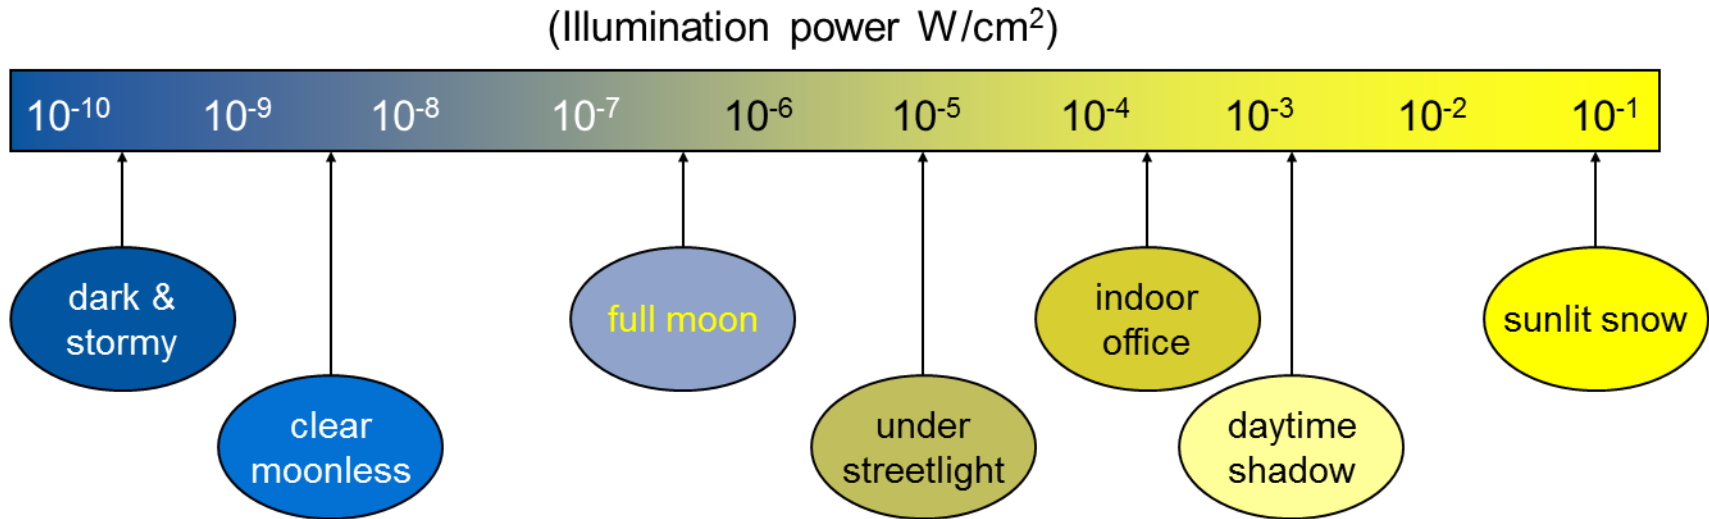 (Illumination power W/cm²)
10⁻¹⁰ 10⁻⁹ 10⁻⁸ 10⁻⁷ 10⁻⁶ 10⁻⁵ 10⁻⁴ 10⁻³ 10⁻² 10⁻¹
dark &
stormy
clear
moonless
full moon
under
streetlight
indoor
office
daytime
shadow
sunlit snow